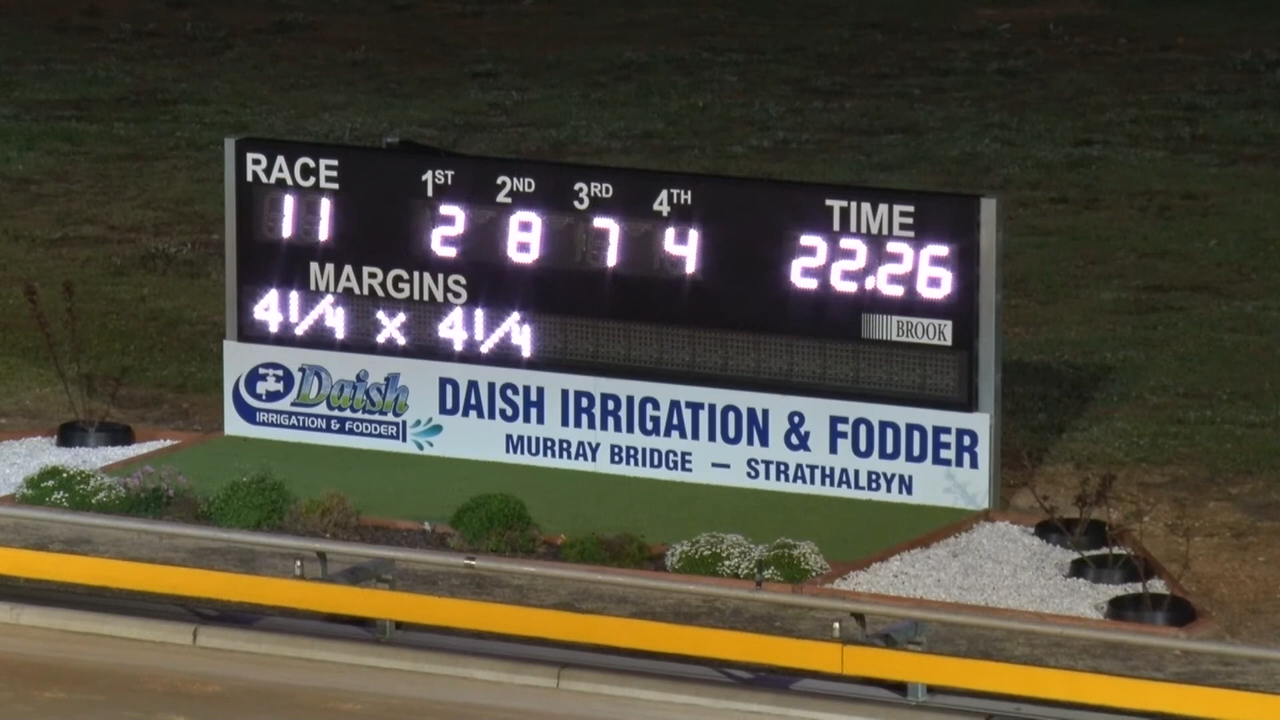 RACE 1ST 2ND 3RD 4TH TIME
11 2 8 7 4 22.26
MARGINS
4 1/4 x 4 1/4
BROOK
Daish
IRRIGATION & FODDER
DAISH IRRIGATION & FODDER
MURRAY BRIDGE – STRATHALBYN